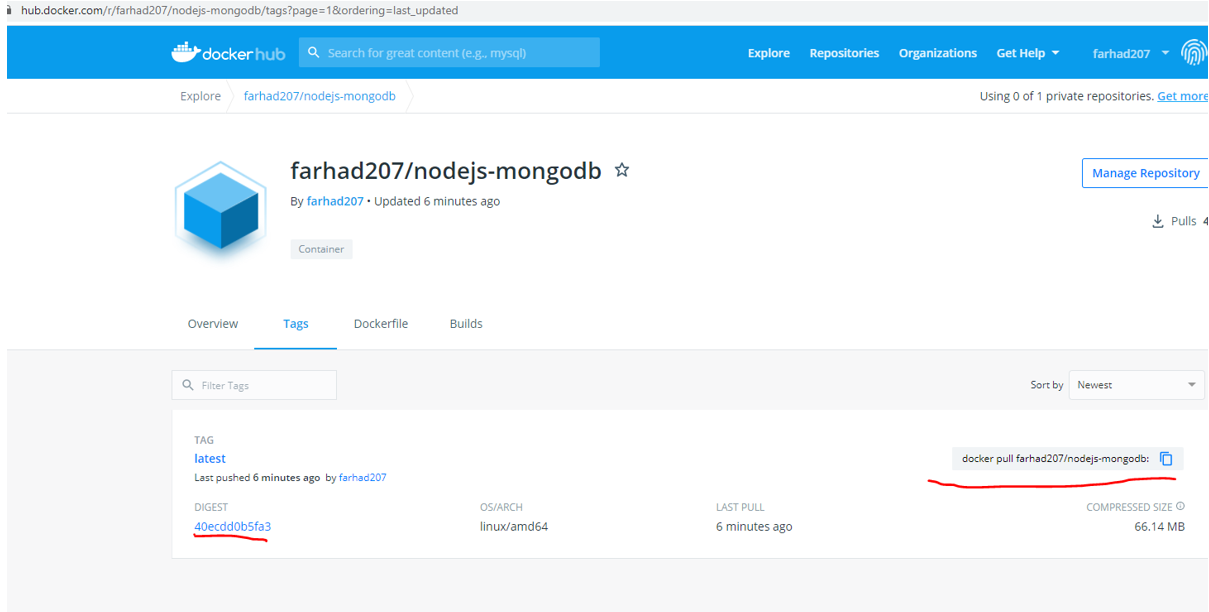 hub.docker.com/r/farhad207/nodejs-mongodb/tags?page=1&ordering=last_updated
dockerhub Search for great content (e.g., mysql) Explore Repositories Organizations Get Help farhad207
Explore farhad207/nodejs-mongodb Using 0 of 1 private repositories. Get more
farhad207/nodejs-mongodb
Manage Repository
By farhad207 • Updated 6 minutes ago
Pulls 4
Container
Overview Tags Dockerfile Builds
Filter Tags Sort by Newest
TAG
latest docker pull farhad207/nodejs-mongodb:
Last pushed 6 minutes ago by farhad207
DIGEST OS/ARCH LAST PULL COMPRESSED SIZE
40ecdd0b5fa3 linux/amd64 6 minutes ago 66.14 MB